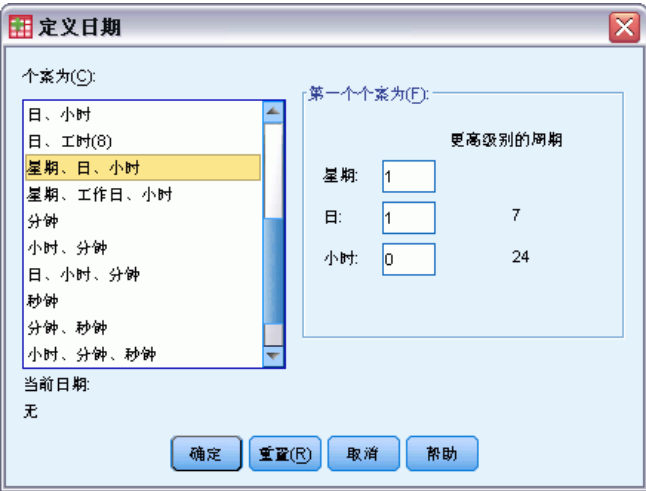 定义日期
个案为(C):
日、小时
日、工时(8)
星期、日、小时
星期、工作日、小时
分钟
小时、分钟
日、小时、分钟
秒钟
分钟、秒钟
小时、分钟、秒钟
当前日期:
无
第一个个案为(F):
更高级别的周期
星期: 1
日: 1 7
小时: 0 24
确定 重置(R) 取消 帮助